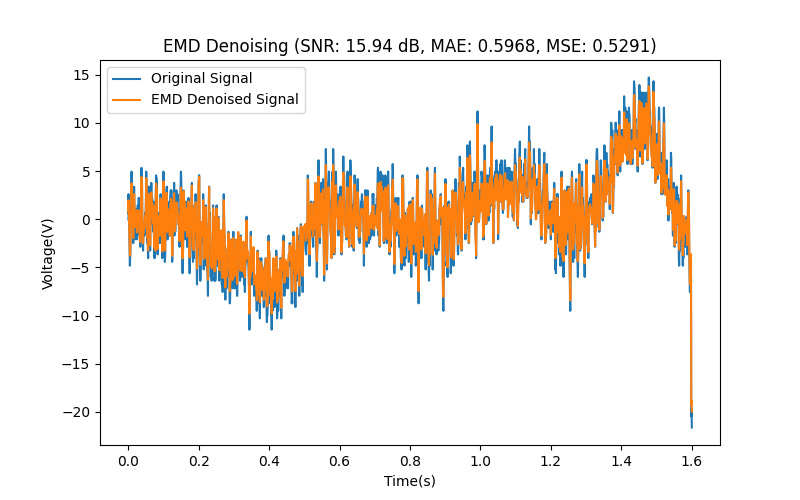 EMD Denoising (SNR: 15.94 dB, MAE: 0.5968, MSE: 0.5291)
Original Signal
EMD Denoised Signal
15
10
5
0
−5
−10
−15
−20
Voltage(V)
0.0 0.2 0.4 0.6 0.8 1.0 1.2 1.4 1.6
Time(s)